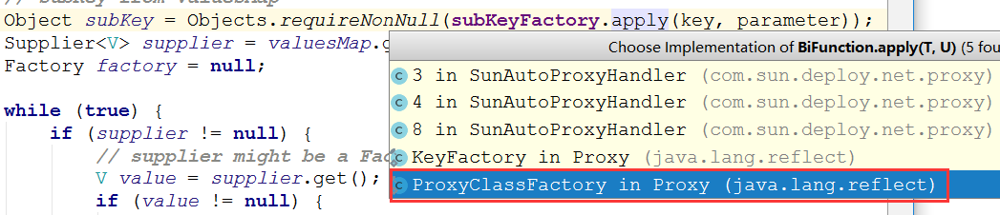 // subkey from valuesMap
Object subKey = Objects.requireNonNull(subKeyFactory.apply(key, parameter));
Supplier<V> supplier = valuesMap.g
Factory factory = null;
while (true) {
if (supplier != null) {
// supplier might be a Fac
V value = supplier.get();
if (value != null) {
Choose Implementation of BiFunction.apply(T, U) (5 fou
3 in SunAutoProxyHandler (com.sun.deploy.net.proxy)
4 in SunAutoProxyHandler (com.sun.deploy.net.proxy)
8 in SunAutoProxyHandler (com.sun.deploy.net.proxy)
KeyFactory in Proxy (java.lang.reflect)
ProxyClassFactory in Proxy (java.lang.reflect)